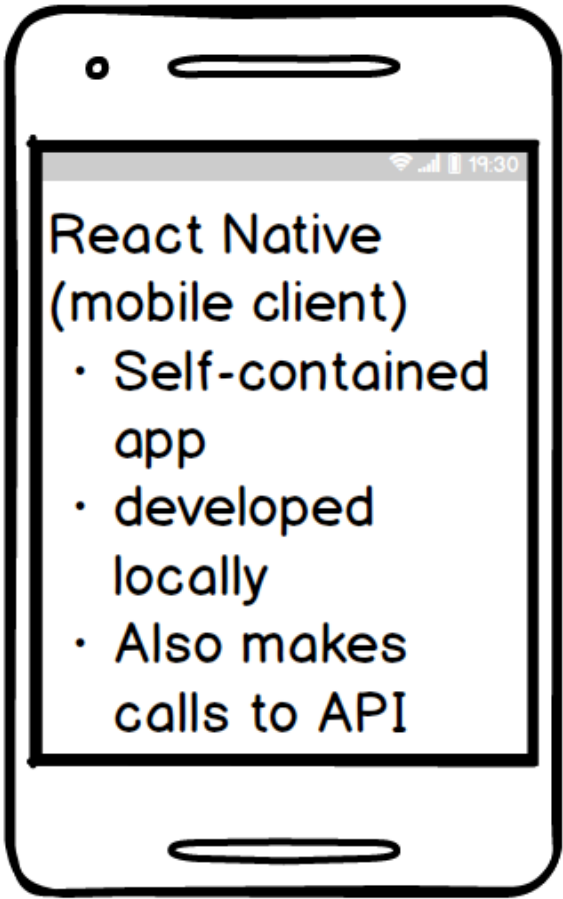 19:30
React Native
(mobile client)
· Self-contained
app
· developed
locally
· Also makes
calls to API